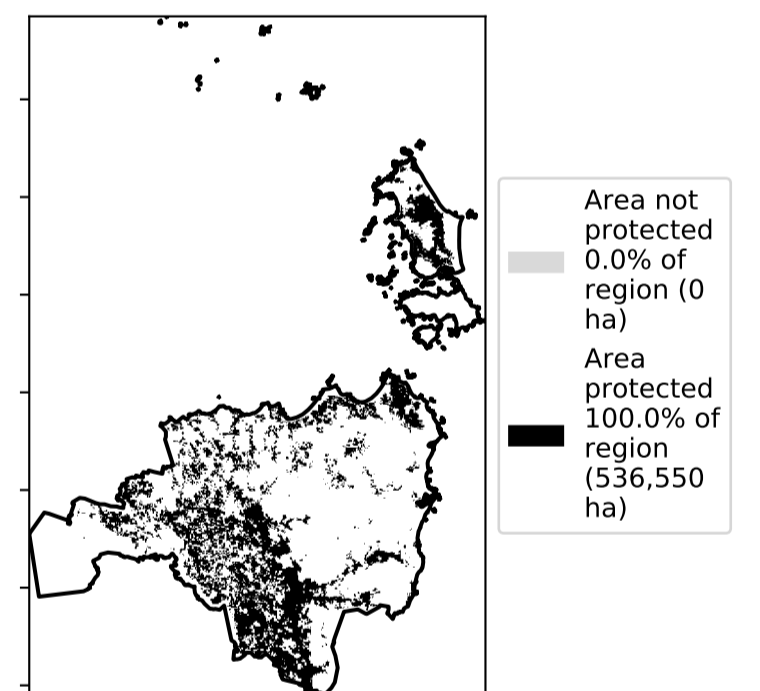 Area not
protected
0.0% of
region (0
ha)
Area
protected
100.0% of
region
(536,550
ha)